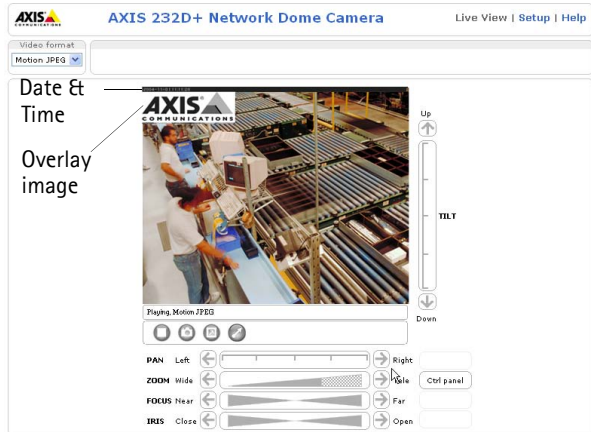 AXIS
COMMUNICATIONS
AXIS 232D+ Network Dome Camera
Live View | Setup | Help
Video format
Motion JPEG
Date &
Time
Overlay
image
AXIS
COMMUNICATIONS
Up
TILT
Down
Playing, Motion JPEG
PAN Left Right
ZOOM Wide Tele Ctrl panel
FOCUS Near Far
IRIS Close Open